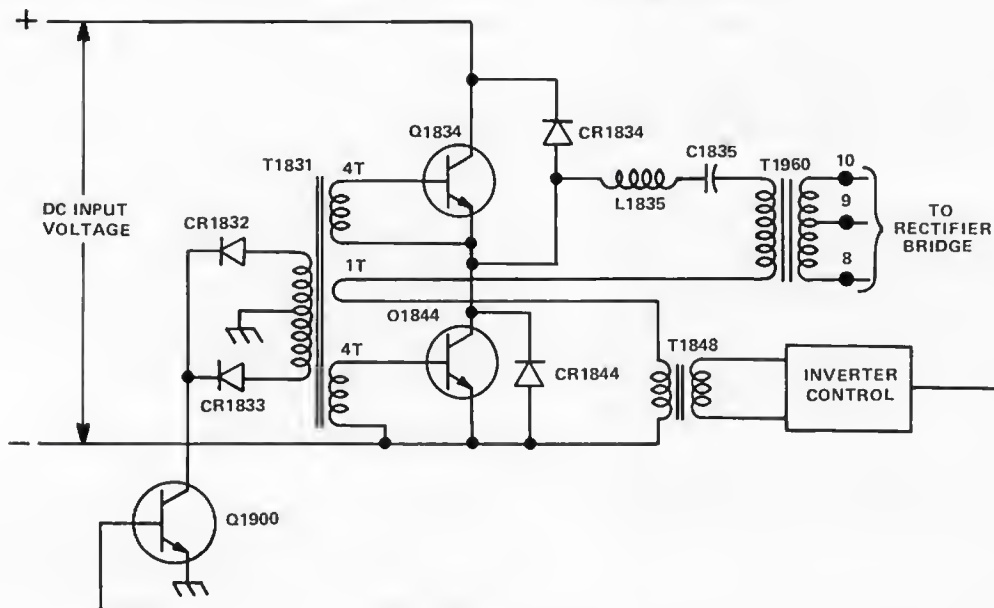 +
Q1834
CR1834
C1835
T1960
10
T1831
4T
9
TO
RECTIFIER
BRIDGE
L1835
DC INPUT
VOLTAGE
CR1832
8
1T
O1844
4T
T1848
CR1844
INVERTER
CONTROL
CR1833
−
Q1900